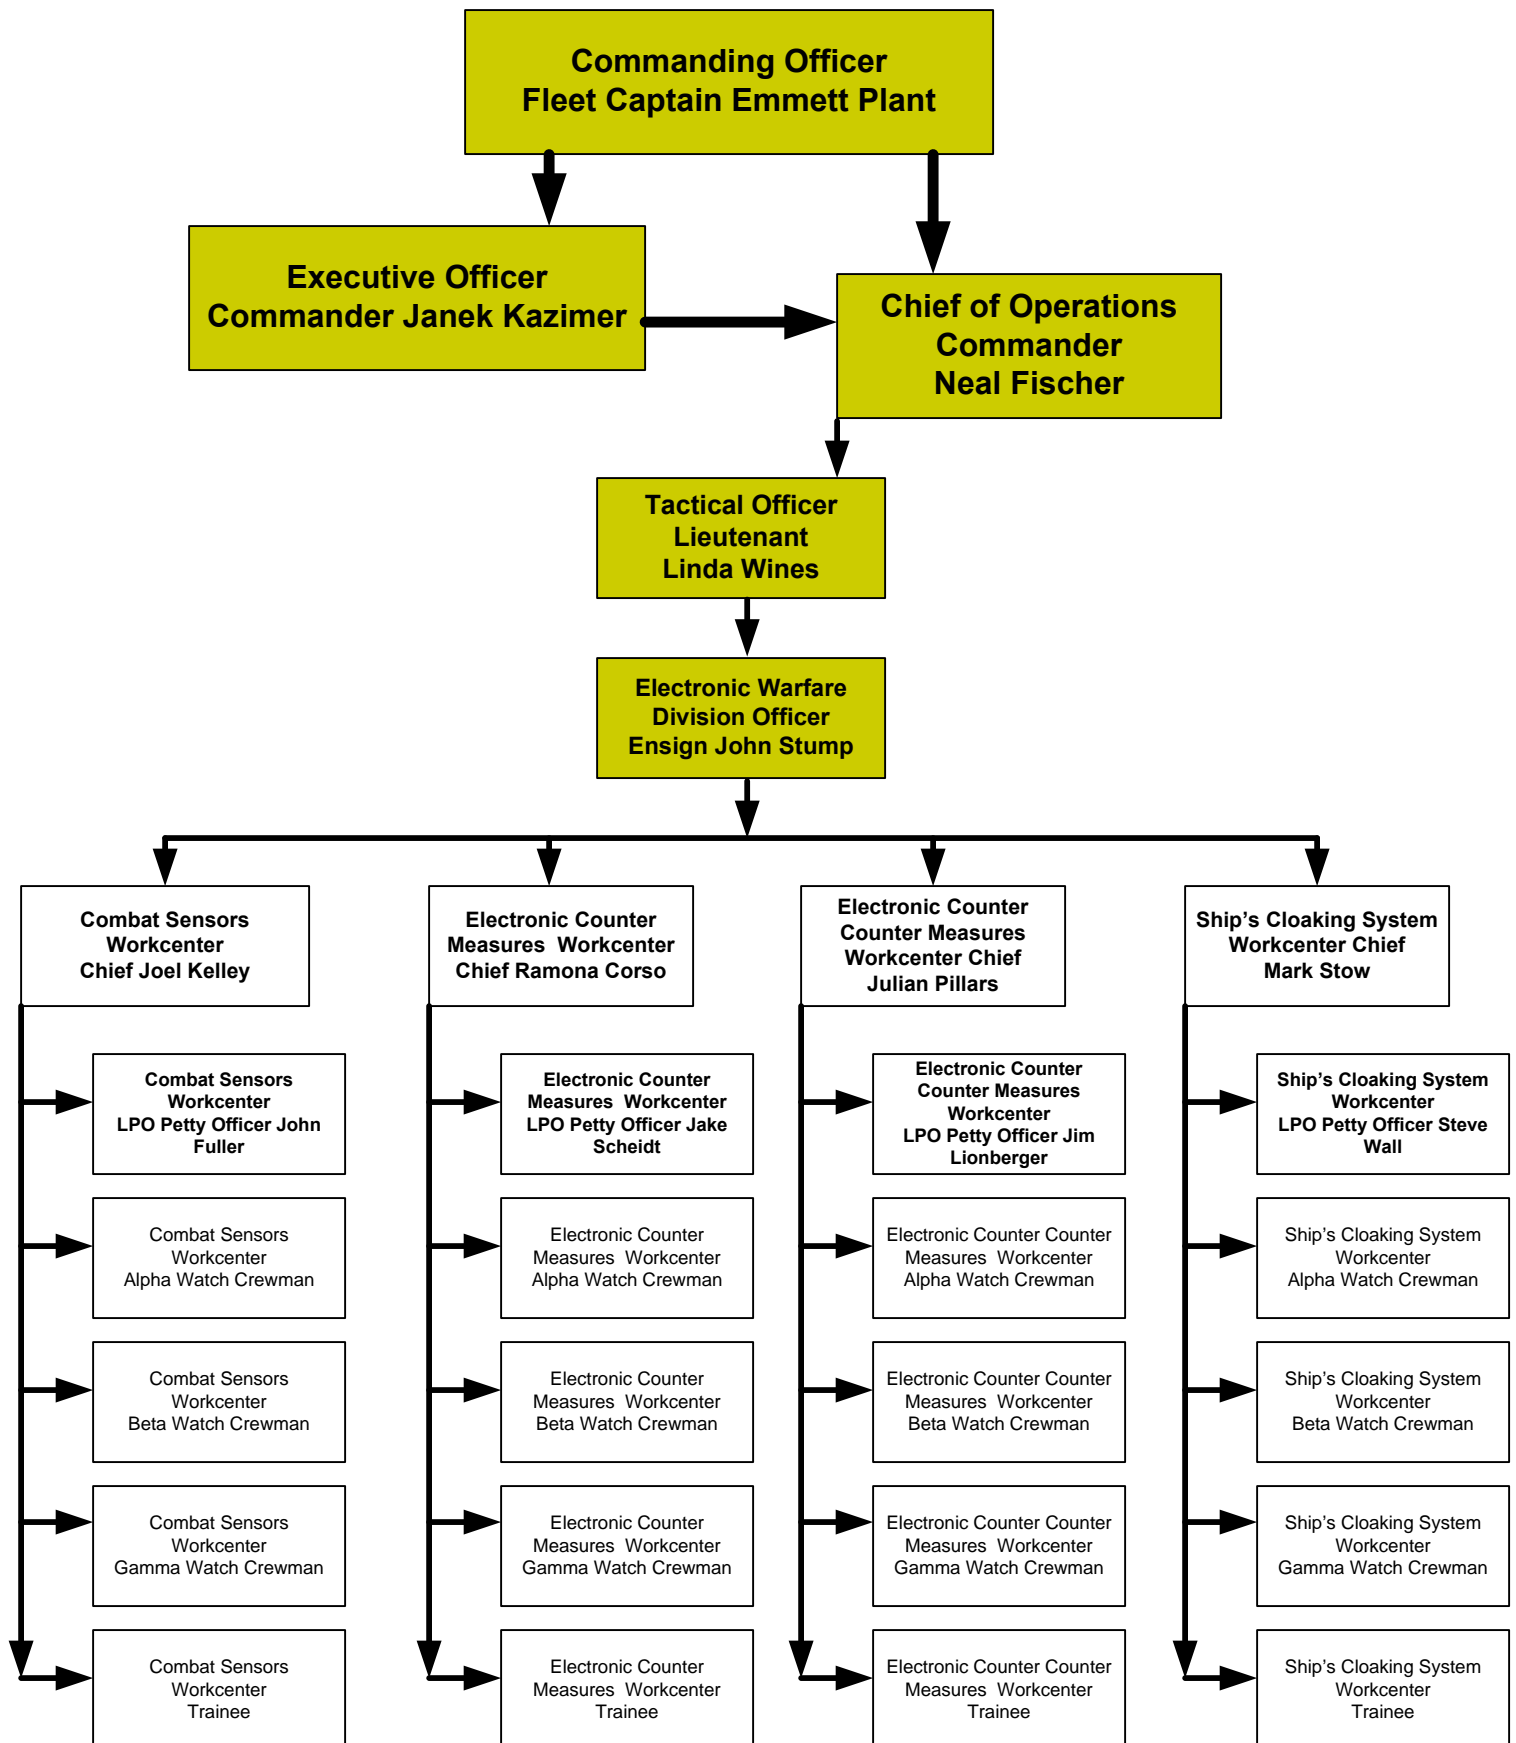 Commanding Officer
Fleet Captain Emmett Plant
Executive Officer
Commander Janek Kazimer
Chief of Operations
Commander
Neal Fischer
Tactical Officer
Lieutenant
Linda Wines
Electronic Warfare
Division Officer
Ensign John Stump
Combat Sensors
Workcenter
Chief Joel Kelley
Electronic Counter
Measures  Workcenter
Chief Ramona Corso
Electronic Counter
Counter Measures
Workcenter Chief
Julian Pillars
Ship's Cloaking System
Workcenter Chief
Mark Stow
Combat Sensors
Workcenter
LPO Petty Officer John
Fuller
Electronic Counter
Measures  Workcenter
LPO Petty Officer Jake
Scheidt
Electronic Counter
Counter Measures
Workcenter
LPO Petty Officer Jim
Lionberger
Ship's Cloaking System
Workcenter
LPO Petty Officer Steve
Wall
Combat Sensors
Workcenter
Alpha Watch Crewman
Electronic Counter
Measures  Workcenter
Alpha Watch Crewman
Electronic Counter Counter
Measures  Workcenter
Alpha Watch Crewman
Ship's Cloaking System
Workcenter
Alpha Watch Crewman
Combat Sensors
Workcenter
Beta Watch Crewman
Electronic Counter
Measures  Workcenter
Beta Watch Crewman
Electronic Counter Counter
Measures  Workcenter
Beta Watch Crewman
Ship's Cloaking System
Workcenter
Beta Watch Crewman
Combat Sensors
Workcenter
Gamma Watch Crewman
Electronic Counter
Measures  Workcenter
Gamma Watch Crewman
Electronic Counter Counter
Measures  Workcenter
Gamma Watch Crewman
Ship's Cloaking System
Workcenter
Gamma Watch Crewman
Combat Sensors
Workcenter
Trainee
Electronic Counter
Measures  Workcenter
Trainee
Electronic Counter Counter
Measures  Workcenter
Trainee
Ship's Cloaking System
Workcenter
Trainee